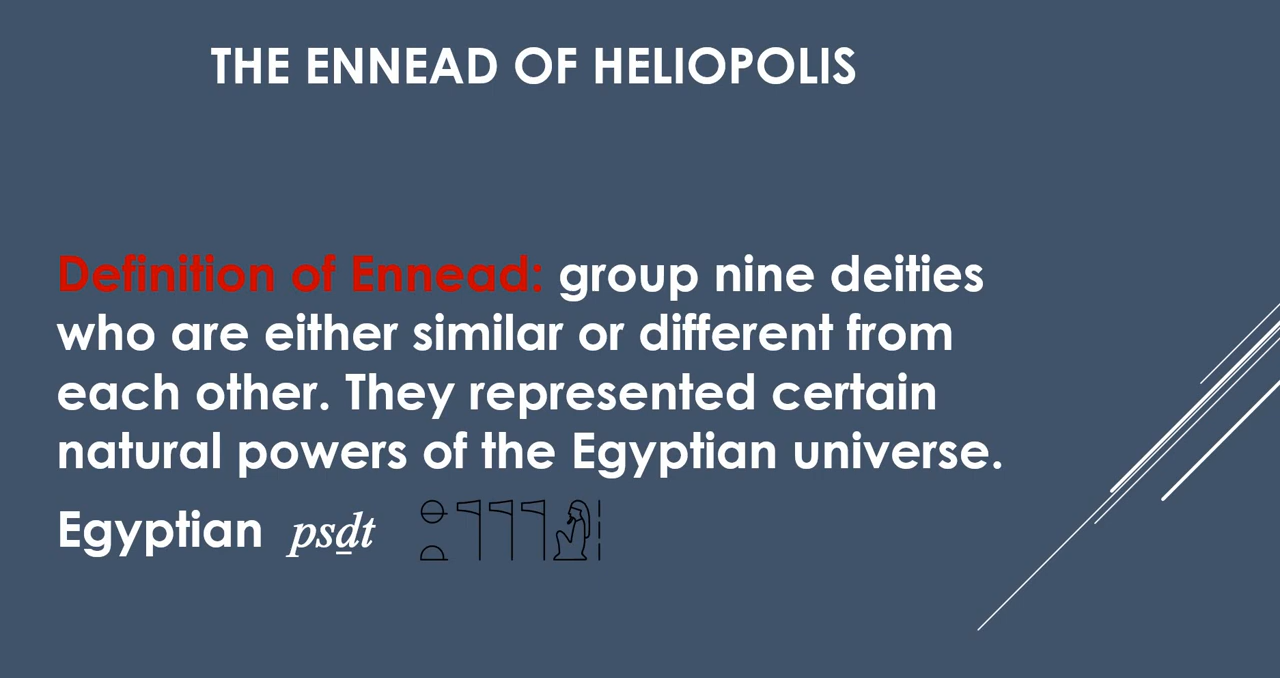 THE ENNEAD OF HELIOPOLIS
Definition of Ennead: group nine deities
who are either similar or different from
each other. They represented certain
natural powers of the Egyptian universe.
Egyptian psḏt